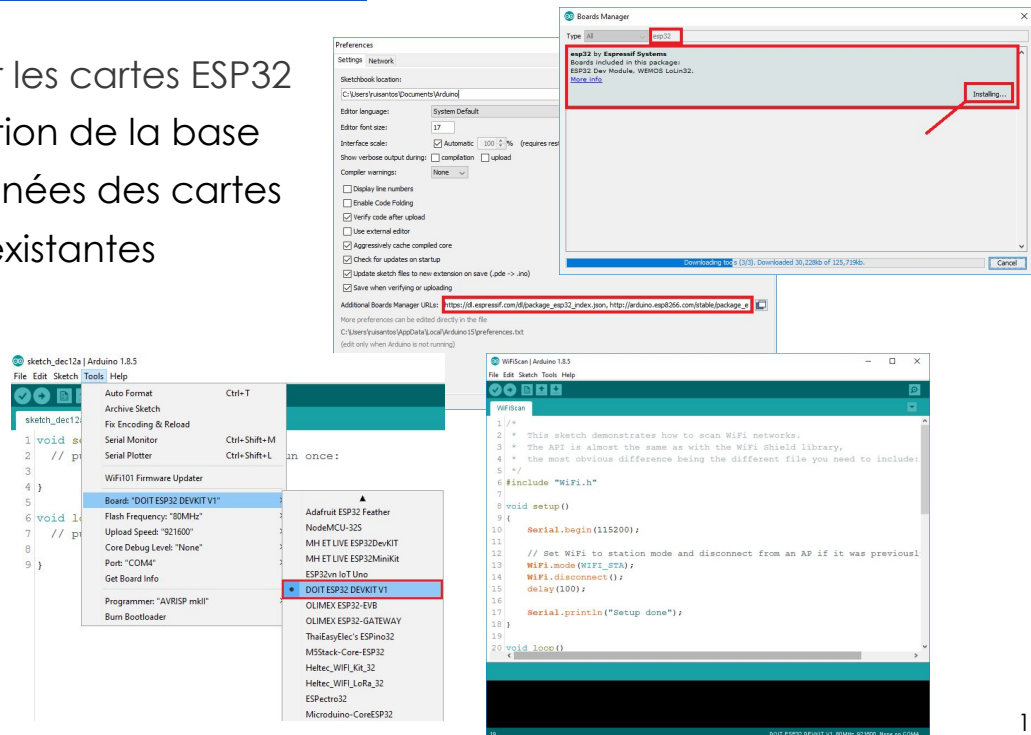 les cartes ESP32
tion de la base
nées des cartes
existantes
Preferences
Settings Network
Sketchbook location:
C:\Users\ruisantos\Documents\Arduino
Editor language: System Default
Editor font size: 17
Interface scale: Automatic 100 % (requires rest
Show verbose output during: compilation upload
Compiler warnings: None
Display line numbers
Enable Code Folding
Verify code after upload
Use external editor
Aggressively cache compiled core
Check for updates on startup
Update sketch files to new extension on save (.pde -> .ino)
Save when verifying or uploading
Additional Boards Manager URLs: https://dl.espressif.com/dl/package_esp32_index.json, http://arduino.esp8266.com/stable/package_e
More preferences can be edited directly in the file
C:\Users\ruisantos\AppData\Local\Arduino15\preferences.txt
(edit only when Arduino is not running)
Boards Manager
Type All esp32
esp32 by Espressif Systems
Boards included in this package:
ESP32 Dev Module, WEMOS LoLin32.
More info
Installing...
Downloading tools (3/3). Downloaded 30,228kb of 125,719kb.
Cancel
sketch_dec12a | Arduino 1.8.5
File Edit Sketch Tools Help
sketch_dec12
1 void se
2 // pu un once:
3
4 }
5
6 void lo
7 // pu
8
9 }
Auto Format Ctrl+T
Archive Sketch
Fix Encoding & Reload
Serial Monitor Ctrl+Shift+M
Serial Plotter Ctrl+Shift+L
WiFi101 Firmware Updater
Board: "DOIT ESP32 DEVKIT V1"
Flash Frequency: "80MHz"
Upload Speed: "921600"
Core Debug Level: "None"
Port: "COM4"
Get Board Info
Programmer: "AVRISP mkII"
Burn Bootloader
Adafruit ESP32 Feather
NodeMCU-32S
MH ET LIVE ESP32DevKIT
MH ET LIVE ESP32MiniKit
ESP32vn IoT Uno
DOIT ESP32 DEVKIT V1
OLIMEX ESP32-EVB
OLIMEX ESP32-GATEWAY
ThaiEasyElec's ESPino32
M5Stack-Core-ESP32
Heltec_WIFI_Kit_32
Heltec_WIFI_LoRa_32
ESPectro32
Microduino-CoreESP32
WiFiScan | Arduino 1.8.5
File Edit Sketch Tools Help
WiFiScan
1 /*
2 * This sketch demonstrates how to scan WiFi networks.
3 * The API is almost the same as with the WiFi Shield library,
4 * the most obvious difference being the different file you need to include:
5 */
6 #include "WiFi.h"
7
8 void setup()
9 {
10 Serial.begin(115200);
11
12 // Set WiFi to station mode and disconnect from an AP if it was previousl
13 WiFi.mode(WIFI_STA);
14 WiFi.disconnect();
15 delay(100);
16
17 Serial.println("Setup done");
18 }
19
20 void loop()
19 DOIT ESP32 DEVKIT V1, 80MHz, 921600, None on COM4
1